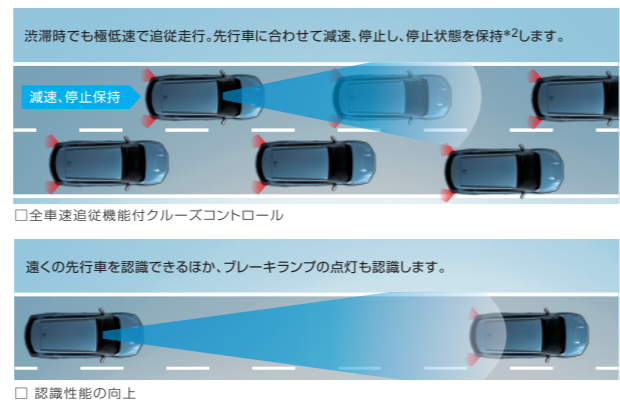 渋滞時でも極低速で追従走行。先行車に合わせて減速、停止し、停止状態を保持*2します。
減速、停止保持
□全車速追従機能付クルーズコントロール
遠くの先行車を認識できるほか、ブレーキランプの点灯も認識します。
□ 認識性能の向上